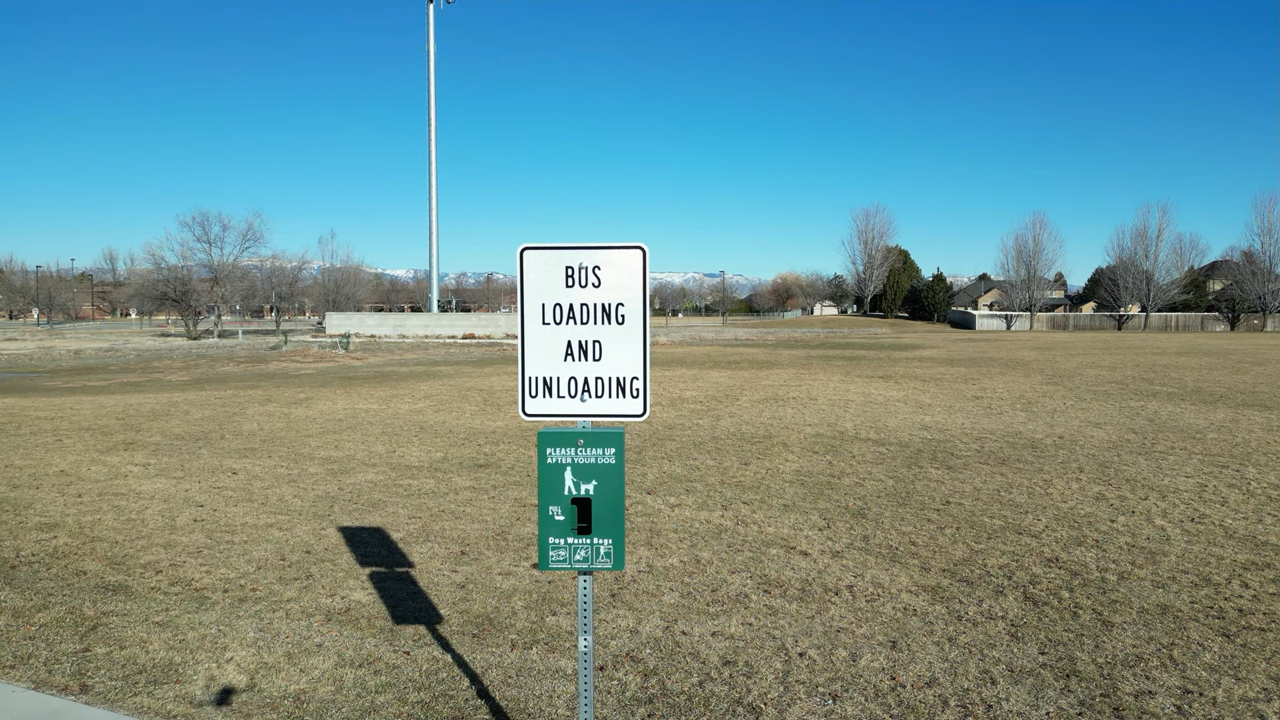 BUS
LOADING
AND
UNLOADING
PLEASE CLEAN UP
AFTER YOUR DOG
PULL
Dog Waste Bags